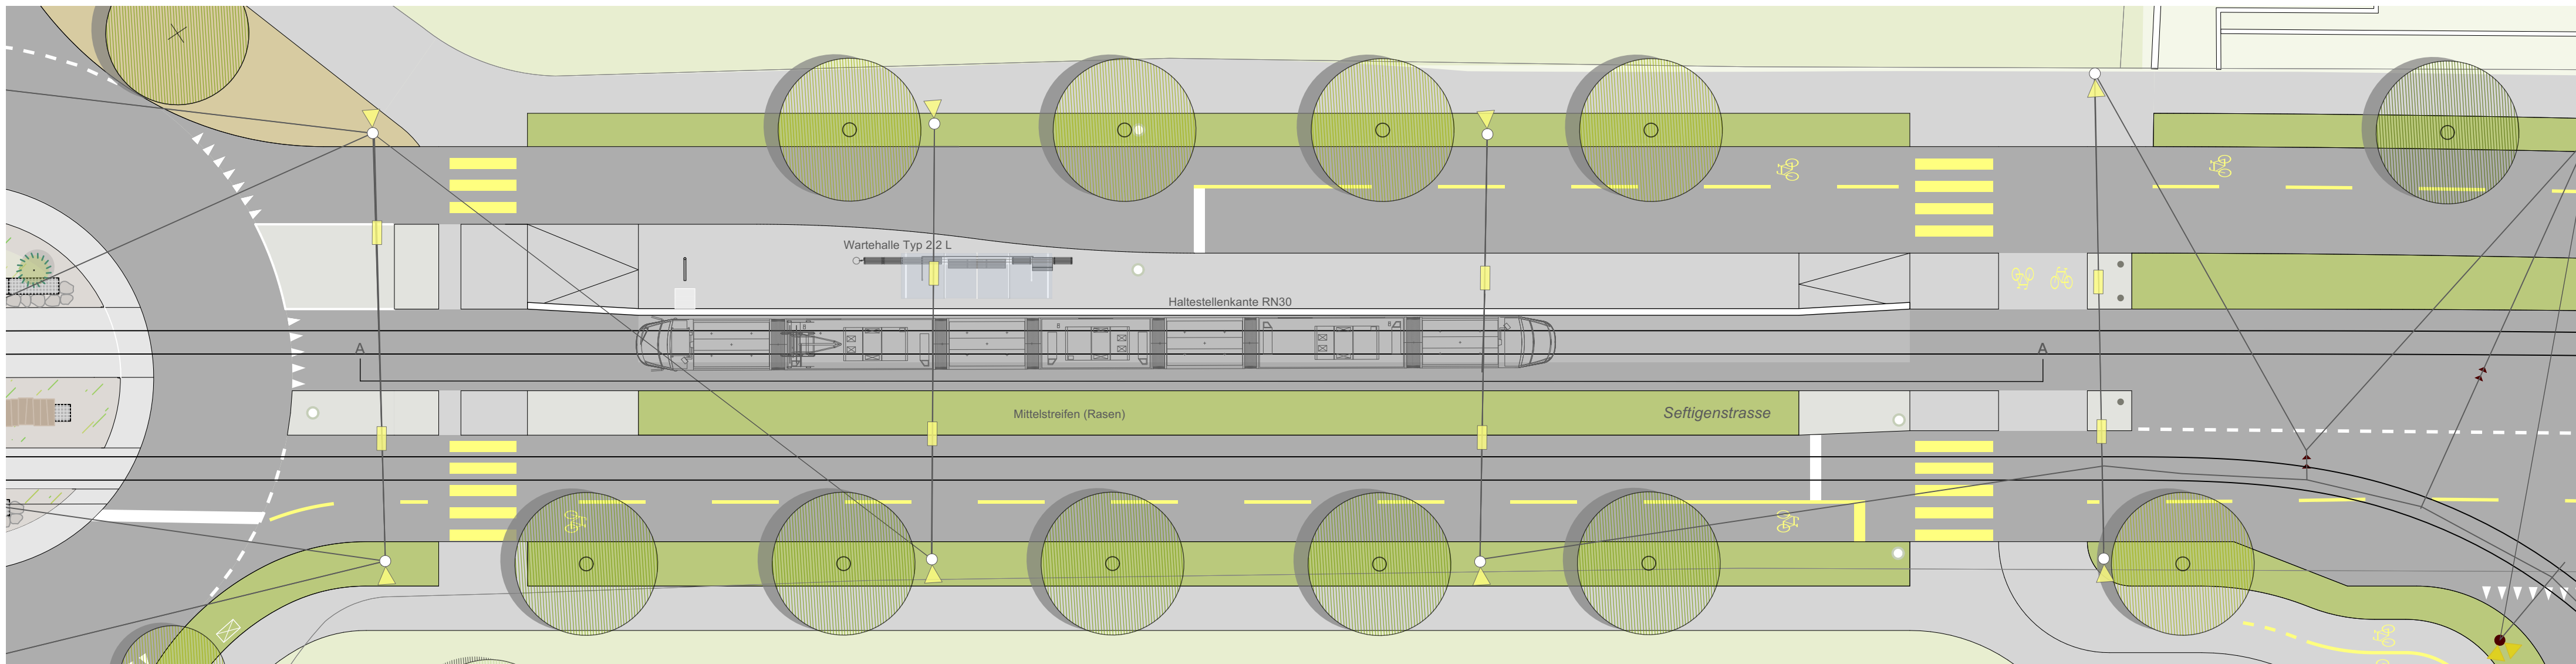 Wartehalle Typ 2.2 L
Haltestellenkante RN30
A
A
Mittelstreifen (Rasen)
Seftigenstrasse